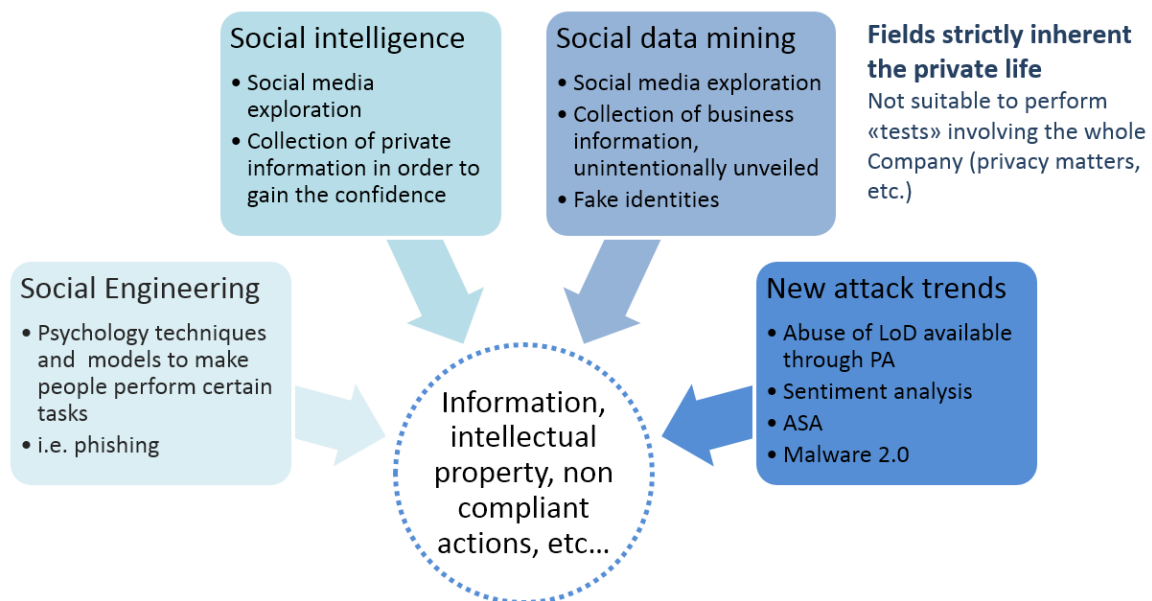 Social intelligence
• Social media
exploration
• Collection of private
information in order to
gain the confidence
Social data mining
• Social media exploration
• Collection of business
information,
unintentionally unveiled
• Fake identities
Fields strictly inherent
the private life
Not suitable to perform
«tests» involving the whole
Company (privacy matters,
etc.)
Social Engineering
• Psychology techniques
and models to make
people perform certain
tasks
• i.e. phishing
New attack trends
• Abuse of LoD available
through PA
• Sentiment analysis
• ASA
• Malware 2.0
Information,
intellectual
property, non
compliant
actions, etc...